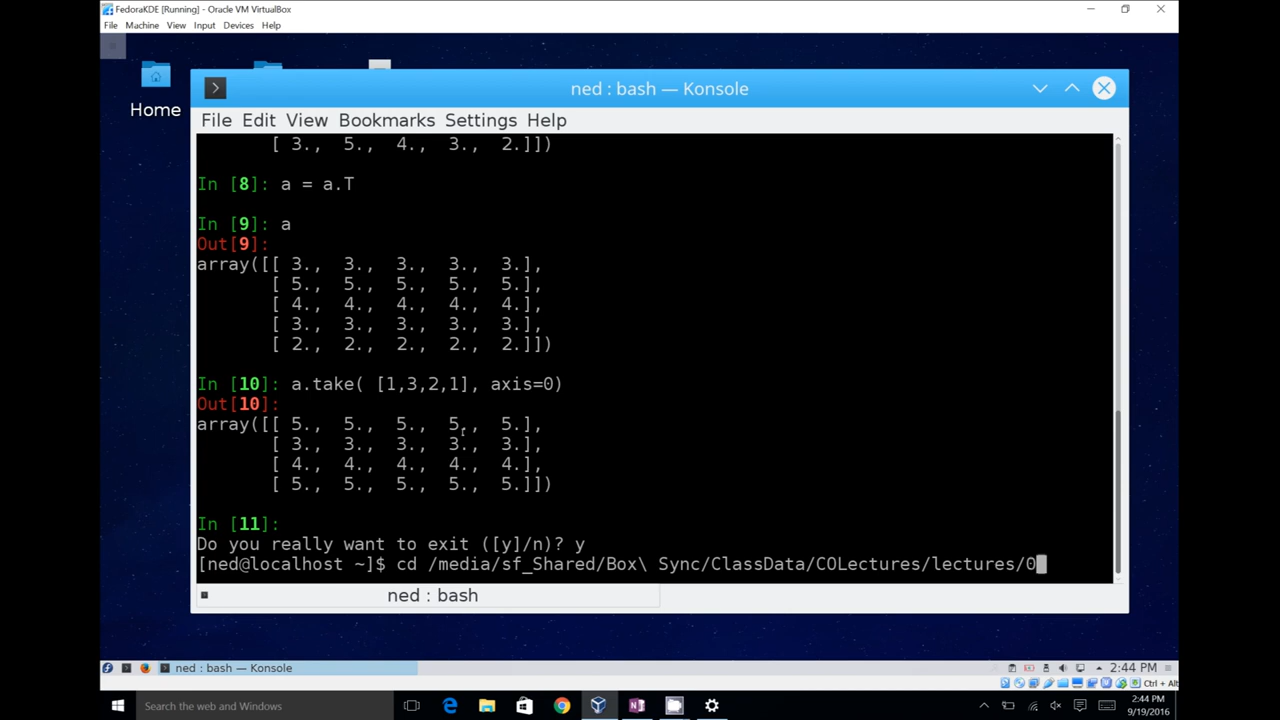 FedoraKDE [Running] - Oracle VM VirtualBox
File Machine View Input Devices Help
Home
ned : bash — Konsole
File Edit View Bookmarks Settings Help
[ 3., 5., 4., 3., 2.]])
In [8]: a = a.T
In [9]: a
Out[9]:
array([[ 3., 3., 3., 3., 3.],
[ 5., 5., 5., 5., 5.],
[ 4., 4., 4., 4., 4.],
[ 3., 3., 3., 3., 3.],
[ 2., 2., 2., 2., 2.]])
In [10]: a.take( [1,3,2,1], axis=0)
Out[10]:
array([[ 5., 5., 5., 5., 5.],
[ 3., 3., 3., 3., 3.],
[ 4., 4., 4., 4., 4.],
[ 5., 5., 5., 5., 5.]])
In [11]:
Do you really want to exit ([y]/n)? y
[ned@localhost ~]$ cd /media/sf_Shared/Box\ Sync/ClassData/COLectures/lectures/0
ned : bash
ned : bash — Konsole
2:44 PM
Ctrl + Alt
Search the web and Windows
2:44 PM
9/19/2016